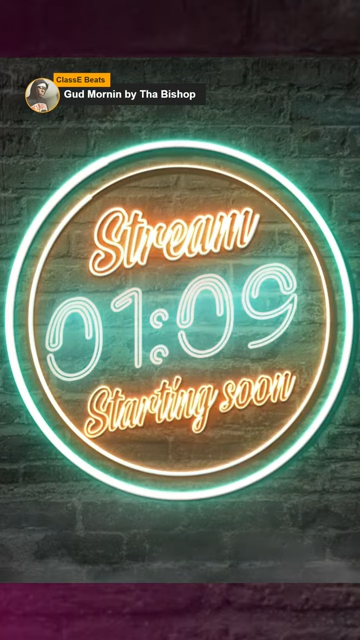 ClassE Beats
Gud Mornin by Tha Bishop
Stream
01:09
Starting soon